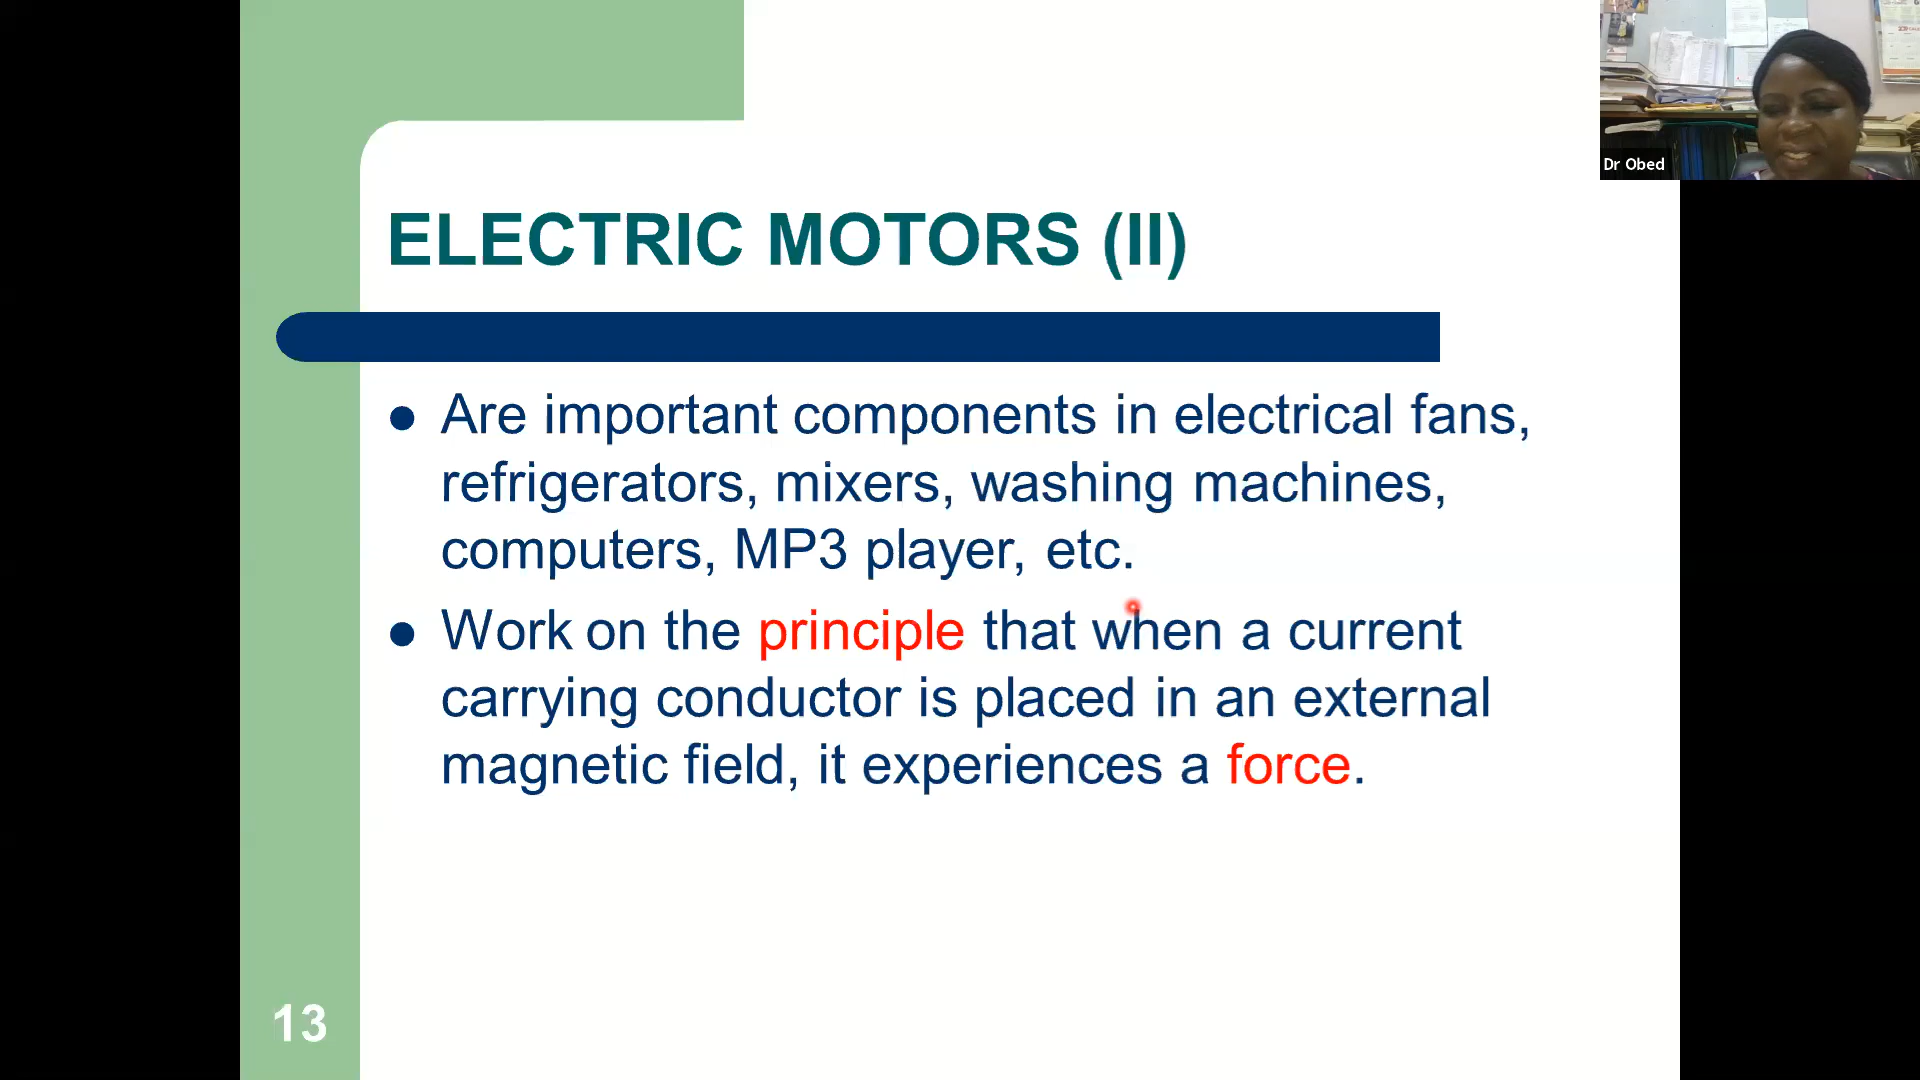 Dr Obed
ELECTRIC MOTORS (II)
● Are important components in electrical fans,
refrigerators, mixers, washing machines,
computers, MP3 player, etc.
● Work on the principle that when a current
carrying conductor is placed in an external
magnetic field, it experiences a force.
13